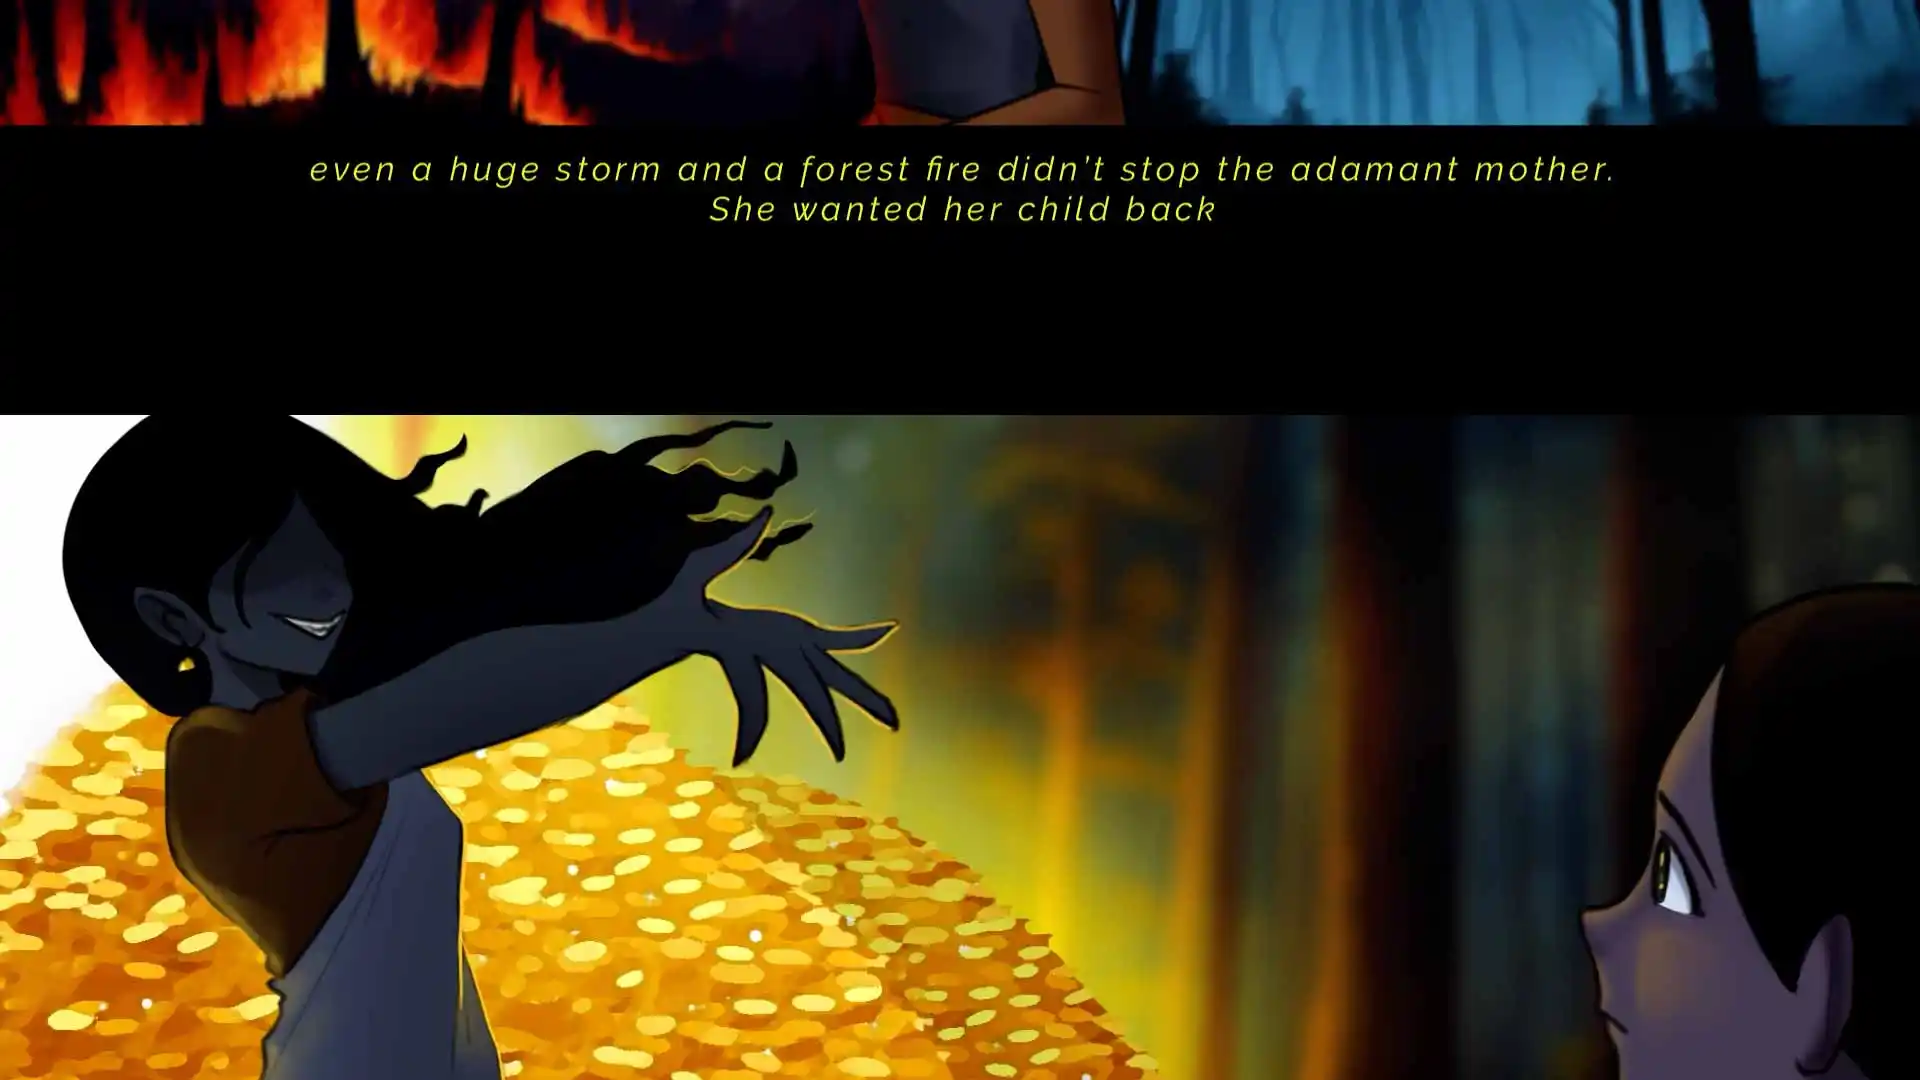 even a huge storm and a forest fire didn't stop the adamant mother.
She wanted her child back